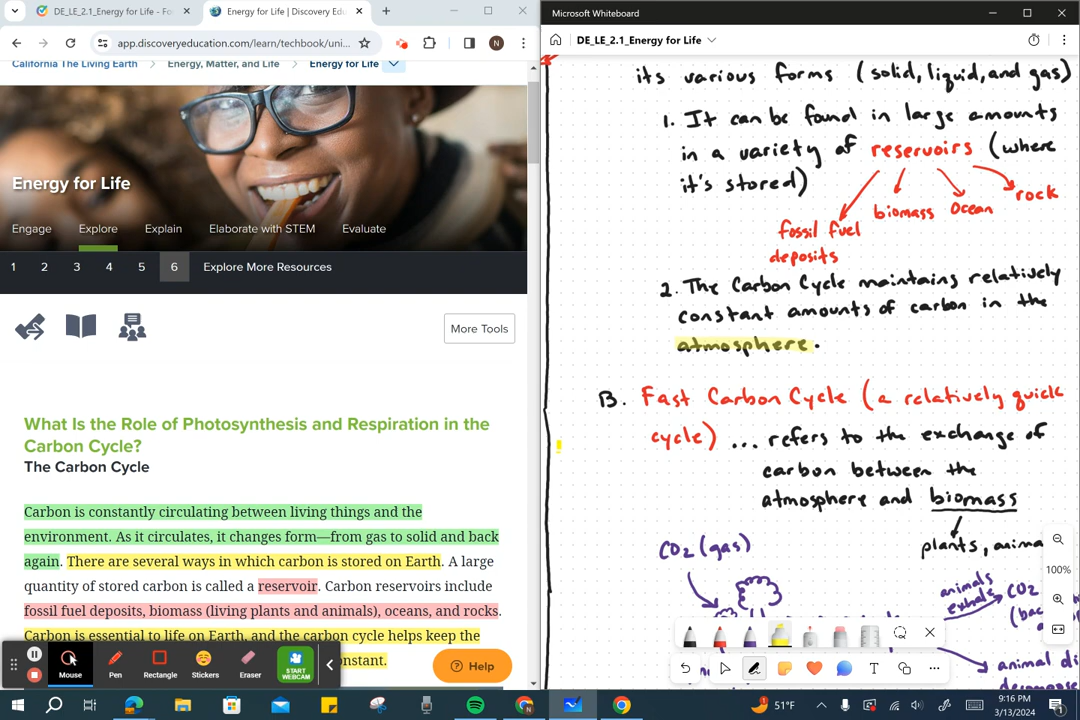 DE_LE_2.1_Energy for Life - Fo
Energy for Life | Discovery Edu
app.discoveryeducation.com/learn/techbook/uni...
N
California The Living Earth
Energy, Matter, and Life
Energy for Life
Energy for Life
Engage
Explore
Explain
Elaborate with STEM
Evaluate
1 2 3 4 5 6 Explore More Resources
More Tools
What Is the Role of Photosynthesis and Respiration in the
Carbon Cycle?
The Carbon Cycle
Carbon is constantly circulating between living things and the
environment. As it circulates, it changes form—from gas to solid and back
again. There are several ways in which carbon is stored on Earth. A large
quantity of stored carbon is called a reservoir. Carbon reservoirs include
fossil fuel deposits, biomass (living plants and animals), oceans, and rocks.
Carbon is essential to life on Earth, and the carbon cycle helps keep the
onstant.
Mouse
Pen
Rectangle
Stickers
Eraser
START
WEBCAM
Help
Microsoft Whiteboard
DE_LE_2.1_Energy for Life
its various forms (solid, liquid, and gas)
1. It can be found in large amounts
in a variety of reservoirs (where
it's stored)
fossil fuel
deposits
biomass
Ocean
rock
2. The Carbon Cycle maintains relatively
constant amounts of carbon in the
atmosphere.
B. Fast Carbon Cycle (a relatively quick
cycle) ... refers to the exchange of
carbon between the
atmosphere and biomass
plants, anima
CO2 (gas)
animals
exhale
CO2
(bac
animal di
decompose
100%
T
51°F
9:16 PM
3/13/2024